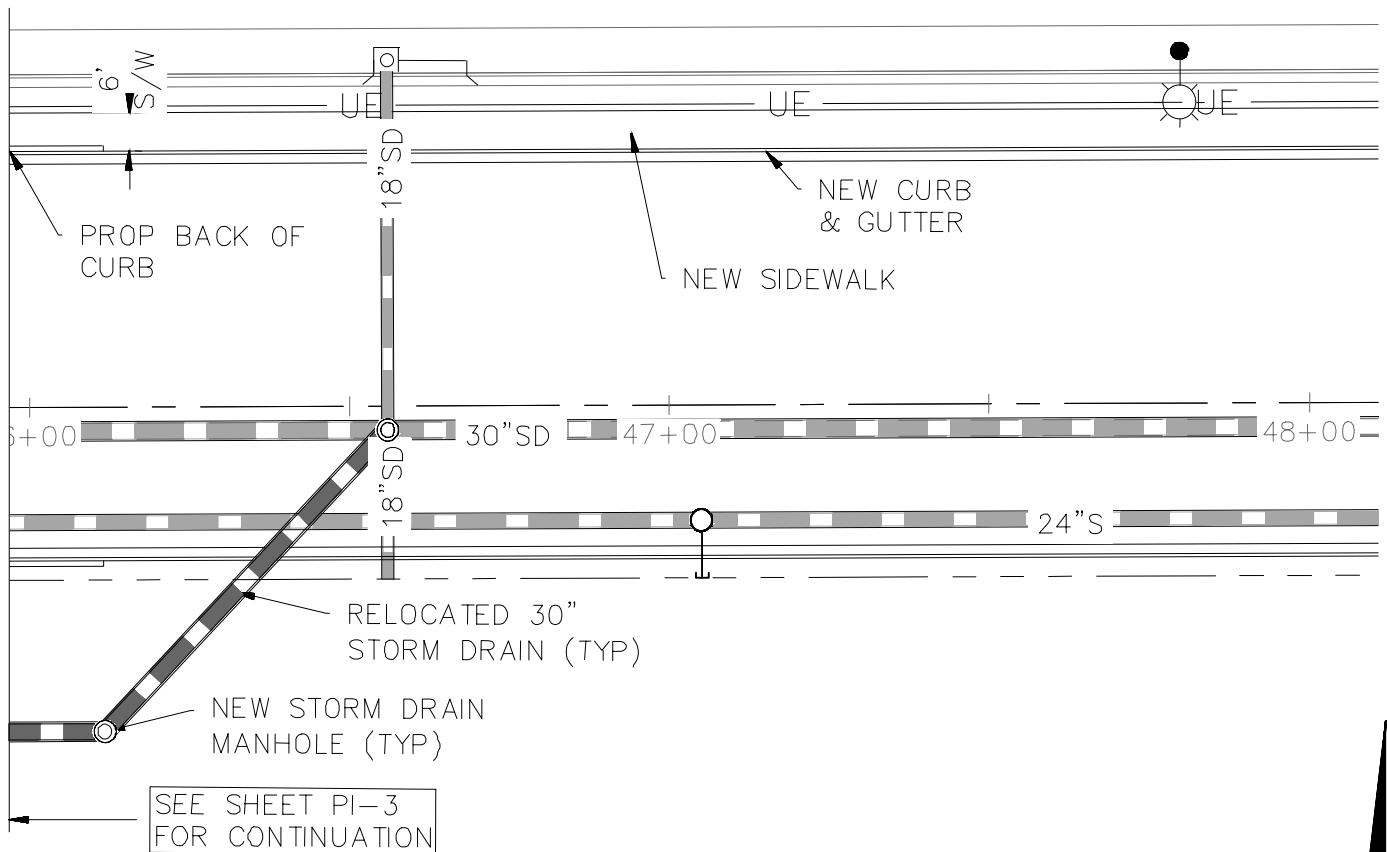 6'
S/W
UE
UE
UE
18"SD
NEW CURB
& GUTTER
PROP BACK OF
CURB
NEW SIDEWALK
6+00
30"SD
47+00
48+00
18"SD
24"S
RELOCATED 30"
STORM DRAIN (TYP)
NEW STORM DRAIN
MANHOLE (TYP)
SEE SHEET PI-3
FOR CONTINUATION